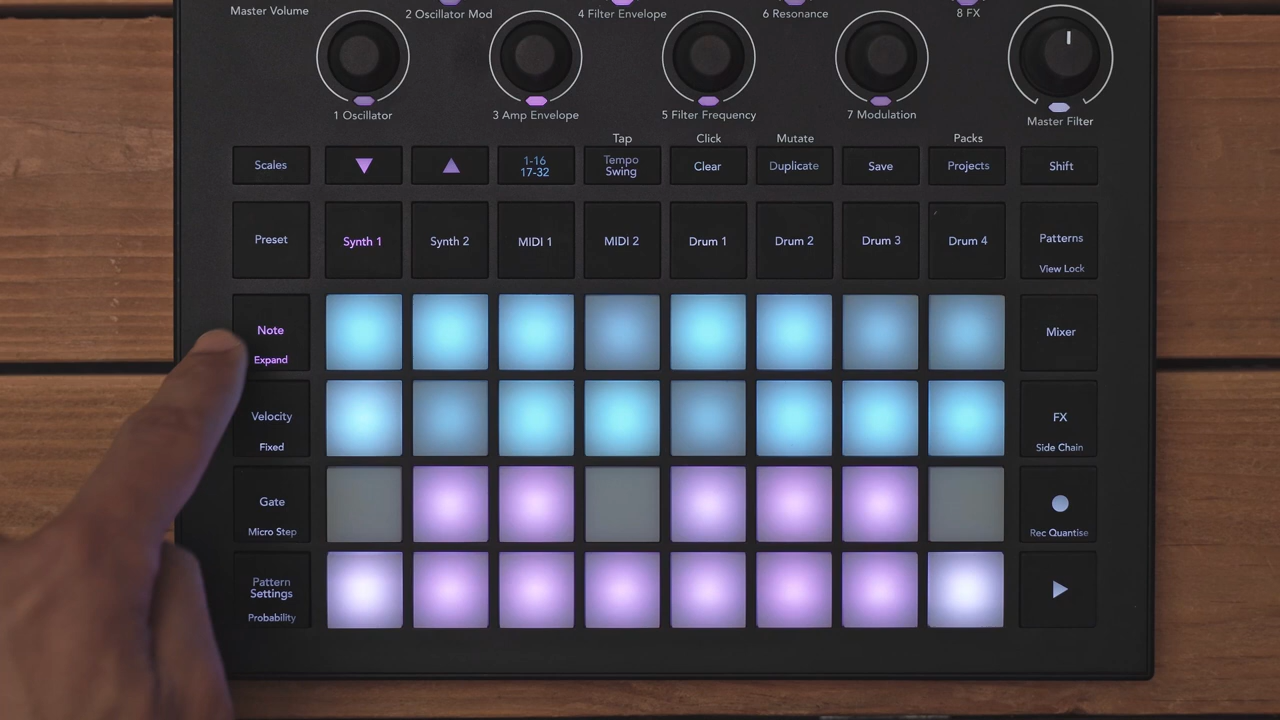 Master Volume
2 Oscillator Mod
4 Filter Envelope
6 Resonance
8 FX
1 Oscillator
3 Amp Envelope
5 Filter Frequency
7 Modulation
Master Filter
Tap
Click
Mutate
Packs
Scales
1-16
17-32
Tempo
Swing
Clear
Duplicate
Save
Projects
Shift
Preset
Synth 1
Synth 2
MIDI 1
MIDI 2
Drum 1
Drum 2
Drum 3
Drum 4
Patterns
View Lock
Note
Expand
Mixer
Velocity
Fixed
FX
Side Chain
Gate
Micro Step
Rec Quantise
Pattern
Settings
Probability